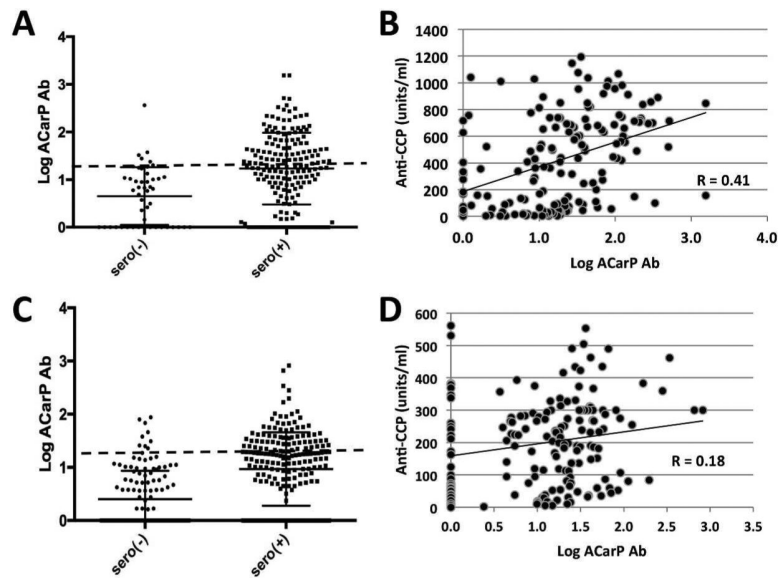 A
4
3
2
1
0
Log ACarP Ab
sero(-)
sero(+)
B
1400
1200
1000
800
600
400
200
0
Anti-CCP (units/ml)
R = 0.41
0.0 1.0 2.0 3.0 4.0
Log ACarP Ab
C
4
3
2
1
0
Log ACarP Ab
sero(-)
sero(+)
D
600
500
400
300
200
100
0
Anti-CCP (units/ml)
R = 0.18
0.0 0.5 1.0 1.5 2.0 2.5 3.0 3.5
Log ACarP Ab